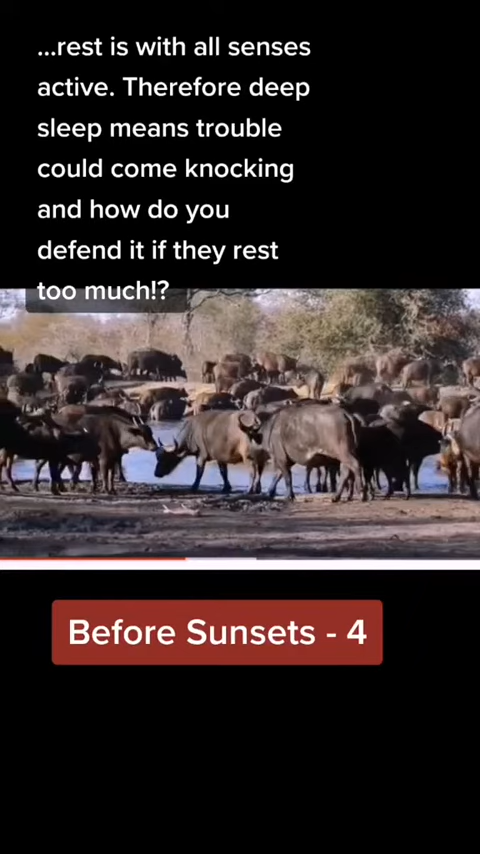 ...rest is with all senses
active. Therefore deep
sleep means trouble
could come knocking
and how do you
defend it if they rest
too much!?
Before Sunsets - 4